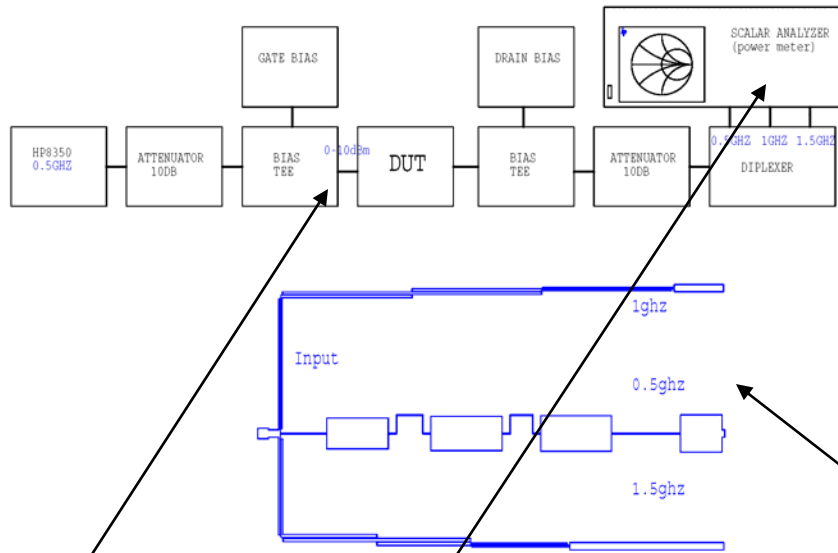 GATE BIAS
DRAIN BIAS
SCALAR ANALYZER
(power meter)
HP8350
0.5GHZ
ATTENUATOR
10DB
BIAS
TEE
0-10dBm
DUT
BIAS
TEE
ATTENUATOR
10DB
0.5GHZ 1GHZ 1.5GHZ
DIPLEXER
1ghz
Input
0.5ghz
1.5ghz